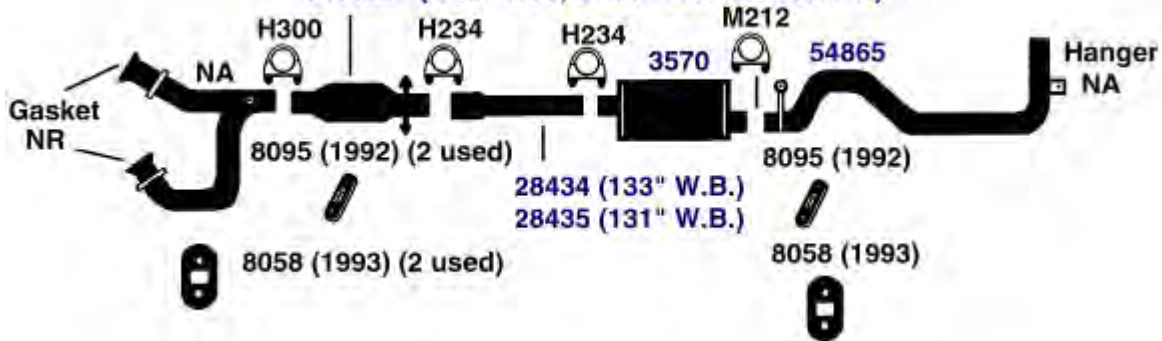 H300
H234
H234
M212
3570
54865
Hanger
NA
NA
Gasket
NR
8095 (1992) (2 used)
8095 (1992)
28434 (133" W.B.)
28435 (131" W.B.)
8058 (1993) (2 used)
8058 (1993)